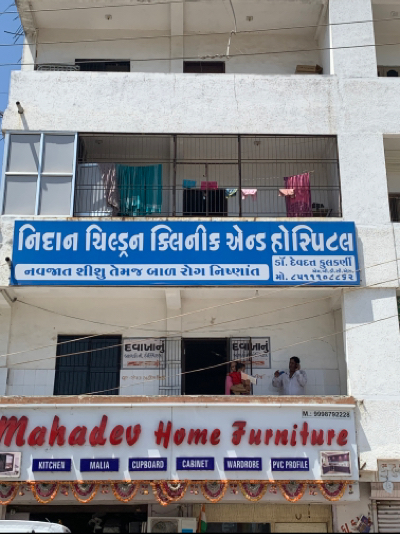 નિદાન ચિલ્ડ્રન ક્લિનીક એન્ડ હોસ્પિટલ
નવજાત શીશુ તેમજ બાળ રોગ નિષ્ણાંત
ડૉ. દેવદત કુલકર્ણી
મો. ૮૫૧૧૧૦૮૮૬૨
દવાખાનું
દવાખાનું
M.: 9998792228
Mahadev Home Furniture
KITCHEN MALIA CUPBOARD CABINET WARDROBE PVC PROFILE